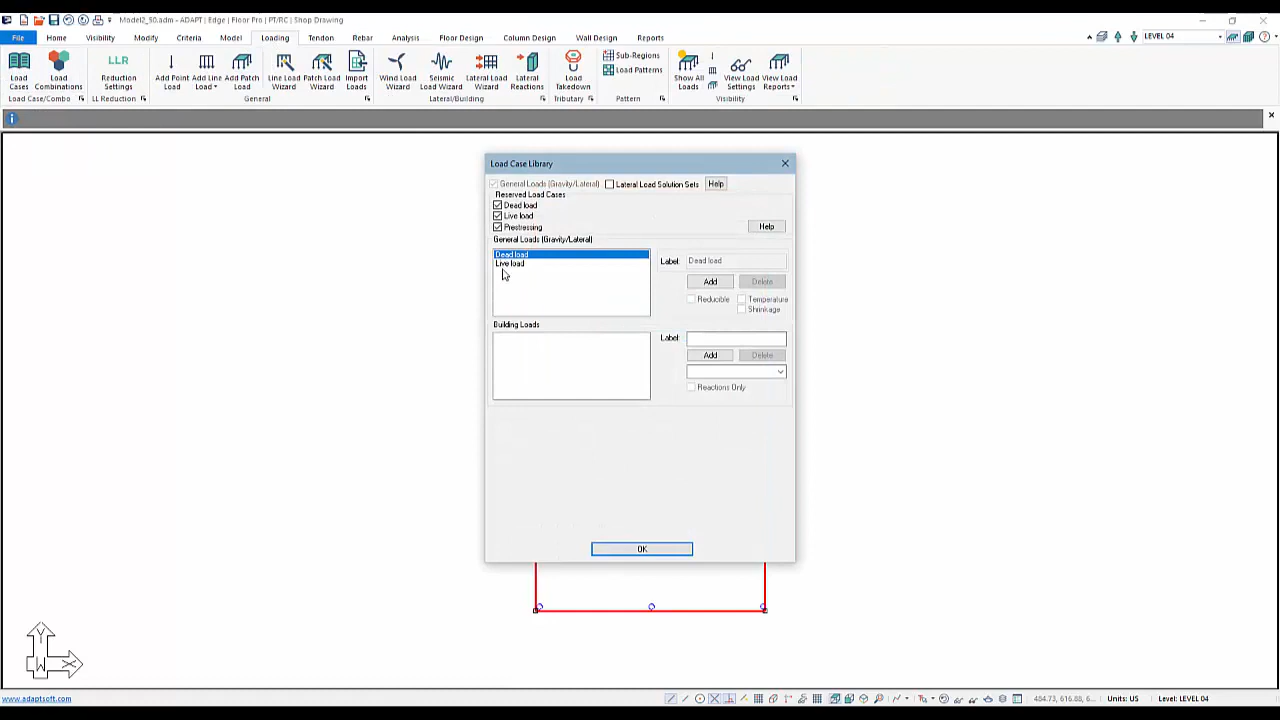 Model2_50.adm - ADAPT | Edge | Floor Pro | PT/RC | Shop Drawing
File Home Visibility Modify Criteria Model Loading Tendon Rebar Analysis Floor Design Column Design Wall Design Reports LEVEL 04
LLR Sub-Regions
Load Patterns
Load Cases Load Combinations Reduction Settings Add Point Load Add Line Load Add Patch Load Line Load Wizard Patch Load Wizard Import Loads Wind Load Wizard Seismic Load Wizard Lateral Load Wizard Lateral Reactions Load Takedown Show All Loads View Load Settings View Load Reports
Load Case/Combo LL Reduction General Lateral/Building Tributary Pattern Visibility
Load Case Library
General Loads (Gravity/Lateral) Lateral Load Solution Sets Help
Reserved Load Cases
Dead load
Live load
Prestressing Help
General Loads (Gravity/Lateral)
Dead load
Live load
Label: Dead load
Add Delete
Reducible Temperature
Shrinkage
Building Loads
Label:
Add Delete
Reactions Only
OK
Y
W X
www.adaptsoft.com 484.73, 616.88, 6... Units: US Level: LEVEL 04